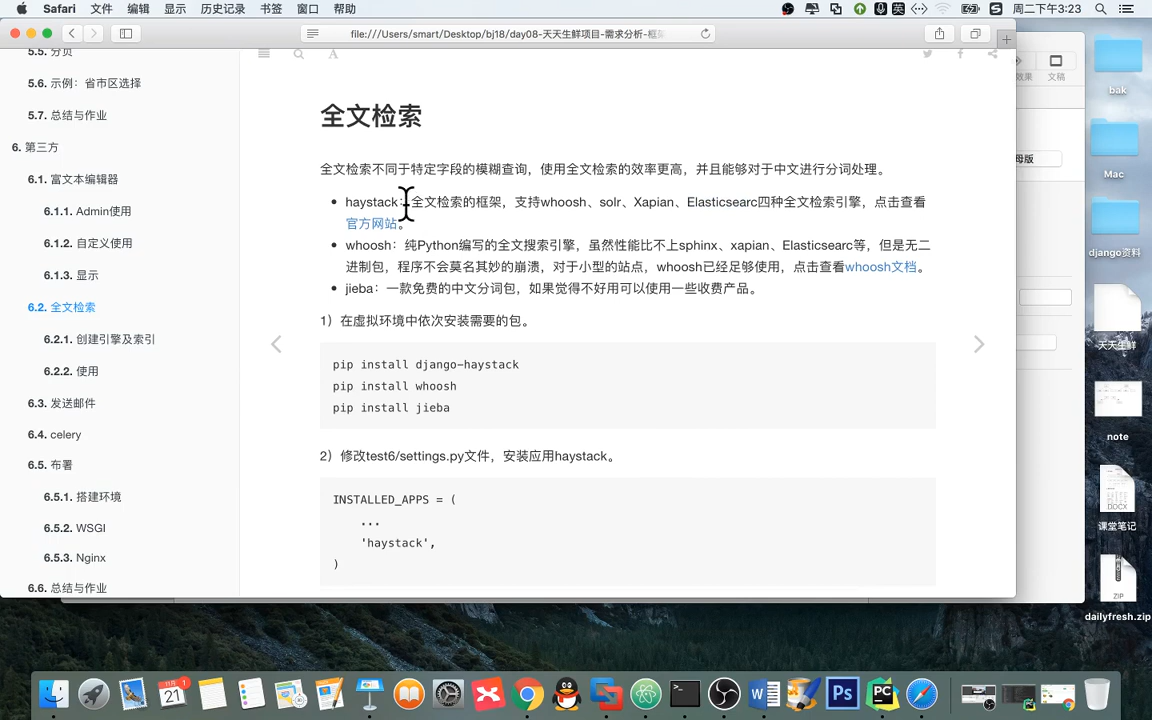 Safari 文件 编辑 显示 历史记录 书签 窗口 帮助 周二下午3:23
file:///Users/smart/Desktop/bj18/day08-天天生鲜项目-需求分析-框架
5.5. 分页
5.6. 示例：省市区选择
5.7. 总结与作业
6. 第三方
6.1. 富文本编辑器
6.1.1. Admin使用
6.1.2. 自定义使用
6.1.3. 显示
6.2. 全文检索
6.2.1. 创建引擎及索引
6.2.2. 使用
6.3. 发送邮件
6.4. celery
6.5. 布署
6.5.1. 搭建环境
6.5.2. WSGI
6.5.3. Nginx
6.6. 总结与作业
全文检索
全文检索不同于特定字段的模糊查询，使用全文检索的效率更高，并且能够对于中文进行分词处理。
haystack：全文检索的框架，支持whoosh、solr、Xapian、Elasticsearc四种全文检索引擎，点击查看
官方网站。
whoosh：纯Python编写的全文搜索引擎，虽然性能比不上sphinx、xapian、Elasticsearc等，但是无二
进制包，程序不会莫名其妙的崩溃，对于小型的站点，whoosh已经足够使用，点击查看whoosh文档。
jieba：一款免费的中文分词包，如果觉得不好用可以使用一些收费产品。
1）在虚拟环境中依次安装需要的包。
pip install django-haystack
pip install whoosh
pip install jieba
2）修改test6/settings.py文件，安装应用haystack。
INSTALLED_APPS = (
...
'haystack',
)
效果 文稿
母版
bak
Mac
django资料
天天生鲜
note
DOCX
课堂笔记
ZIP
dailyfresh.zip